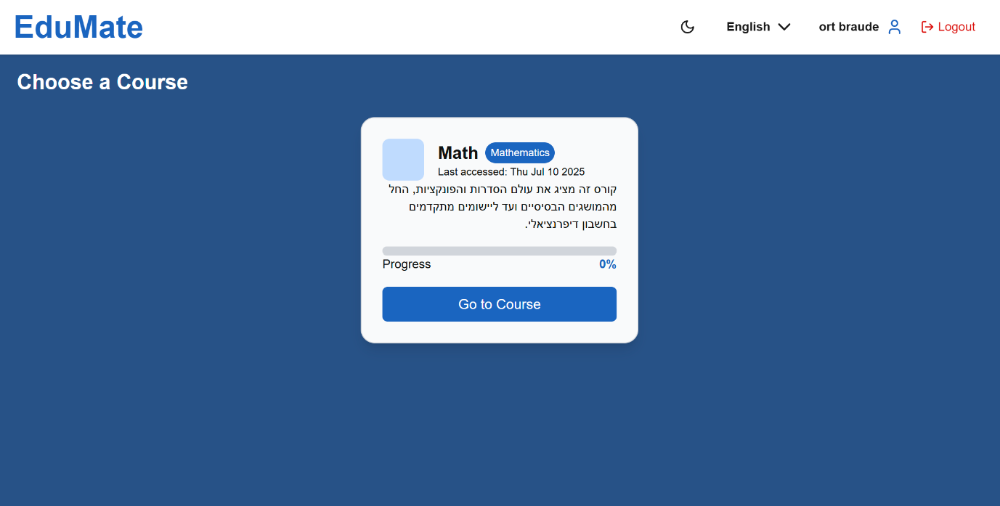 EduMate
English
ort braude
Logout
Choose a Course
Math
Mathematics
Last accessed: Thu Jul 10 2025
קורס זה מציג את עולם הסדרות והפונקציות, החל
מהמושגים הבסיסיים ועד ליישומים מתקדמים
בחשבון דיפרנציאלי.
Progress
0%
Go to Course